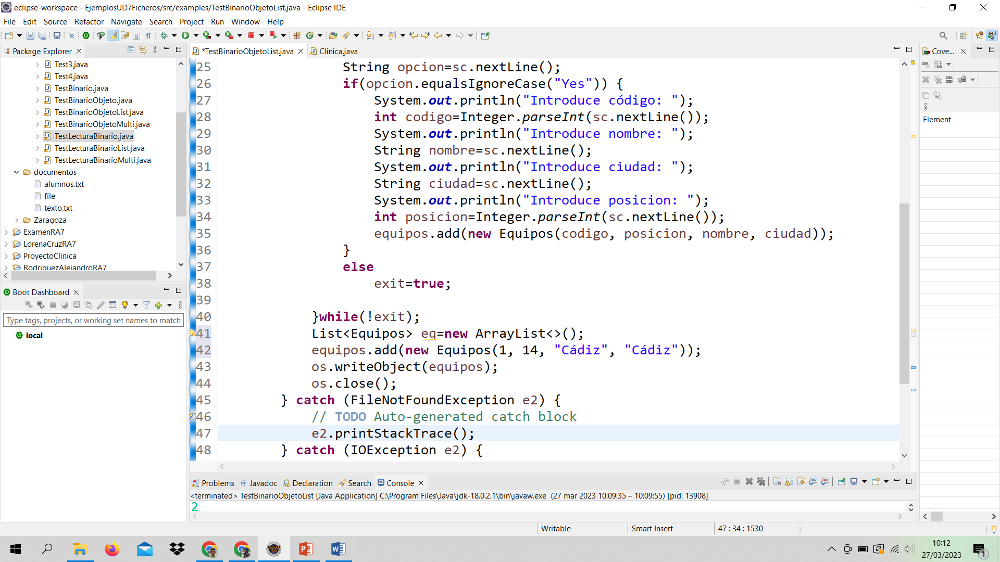 eclipse-workspace - EjemplosUD7Ficheros/src/examples/TestBinarioObjetoList.java - Eclipse IDE
File Edit Source Refactor Navigate Search Project Run Window Help
Package Explorer
Test3.java
Test4.java
TestBinario.java
TestBinarioObjeto.java
TestBinarioObjetoList.java
TestBinarioObjetoMulti.java
TestLecturaBinario.java
TestLecturaBinarioList.java
TestLecturaBinarioMulti.java
documentos
alumnos.txt
file
texto.txt
Zaragoza
ExamenRA7
LorenaCruzRA7
ProyectoClinica
RodriguezAlejandroRA7
Boot Dashboard
Type tags, projects, or working set names to match
local
*TestBinarioObjetoList.java Clinica.java
25 String opcion=sc.nextLine();
26 if(opcion.equalsIgnoreCase("Yes")) {
27 System.out.println("Introduce código: ");
28 int codigo=Integer.parseInt(sc.nextLine());
29 System.out.println("Introduce nombre: ");
30 String nombre=sc.nextLine();
31 System.out.println("Introduce ciudad: ");
32 String ciudad=sc.nextLine();
33 System.out.println("Introduce posicion: ");
34 int posicion=Integer.parseInt(sc.nextLine());
35 equipos.add(new Equipos(codigo, posicion, nombre, ciudad));
36 }
37 else
38 exit=true;
39
40 }while(!exit);
41 List<Equipos> eq=new ArrayList<>();
42 equipos.add(new Equipos(1, 14, "Cádiz", "Cádiz"));
43 os.writeObject(equipos);
44 os.close();
45 } catch (FileNotFoundException e2) {
46 // TODO Auto-generated catch block
47 e2.printStackTrace();
48 } catch (IOException e2) {
Problems Javadoc Declaration Search Console
<terminated> TestBinarioObjetoList [Java Application] C:\Program Files\Java\jdk-18.0.2.1\bin\javaw.exe (27 mar 2023 10:09:35 – 10:09:55) [pid: 13908]
2
Cove...
Element
Writable Smart Insert 47 : 34 : 1530
10:12
27/03/2023
1